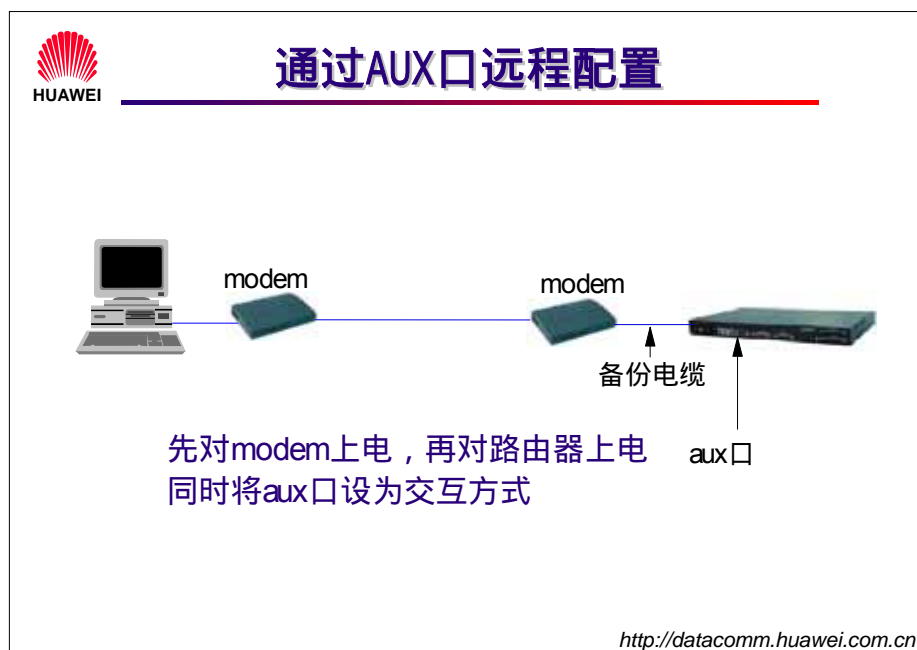 通过AUX口远程配置
HUAWEI
modem
modem
备份电缆
先对modem上电，再对路由器上电
同时将aux口设为交互方式
aux口
http://datacomm.huawei.com.cn